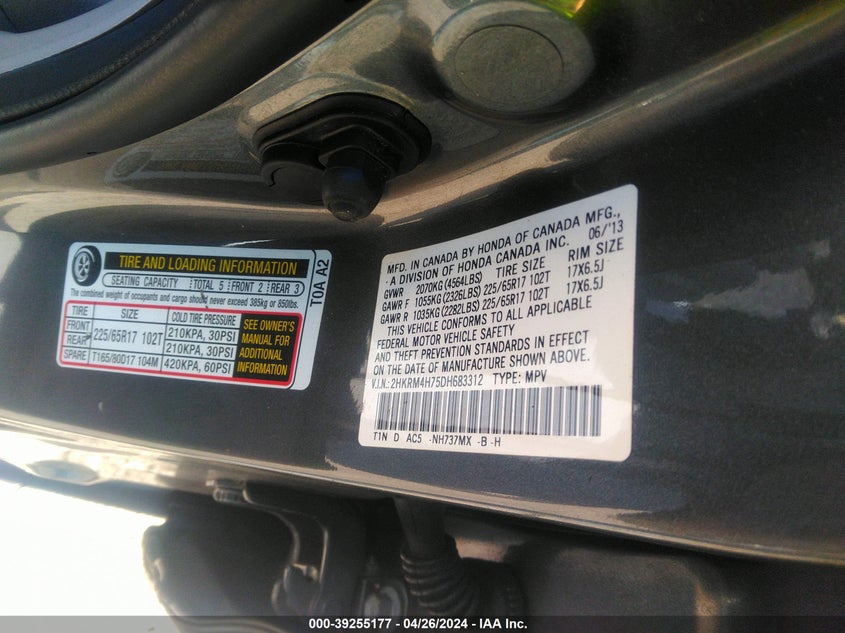 TIRE AND LOADING INFORMATION
SEATING CAPACITY TOTAL 5 FRONT 2 REAR 3
The combined weight of occupants and cargo should never exceed 385kg or 850lbs.
TIRE SIZE COLD TIRE PRESSURE
FRONT 225/65R17 102T 210KPA, 30PSI
REAR 210KPA, 30PSI
SPARE T165/80D17 104M 420KPA, 60PSI
SEE OWNER'S
MANUAL FOR
ADDITIONAL
INFORMATION
T0A A2
MFD. IN CANADA BY HONDA OF CANADA MFG.,
- A DIVISION OF HONDA CANADA INC. 06/'13
GVWR 2070KG (4564LBS) TIRE SIZE RIM SIZE
GAWR F 1055KG (2326LBS) 225/65R17 102T 17X6.5J
GAWR R 1035KG (2282LBS) 225/65R17 102T 17X6.5J
THIS VEHICLE CONFORMS TO ALL APPLICABLE
FEDERAL MOTOR VEHICLE SAFETY
AND THEFT PREVENTION STANDARDS IN EFFECT
ON THE DATE OF MANUFACTURE SHOWN ABOVE.
V.I.N.: 2HKRM4H75DH683312 TYPE: MPV
T1N D AC5 -NH737MX -B -H
000-39255177 - 04/26/2024 - IAA Inc.